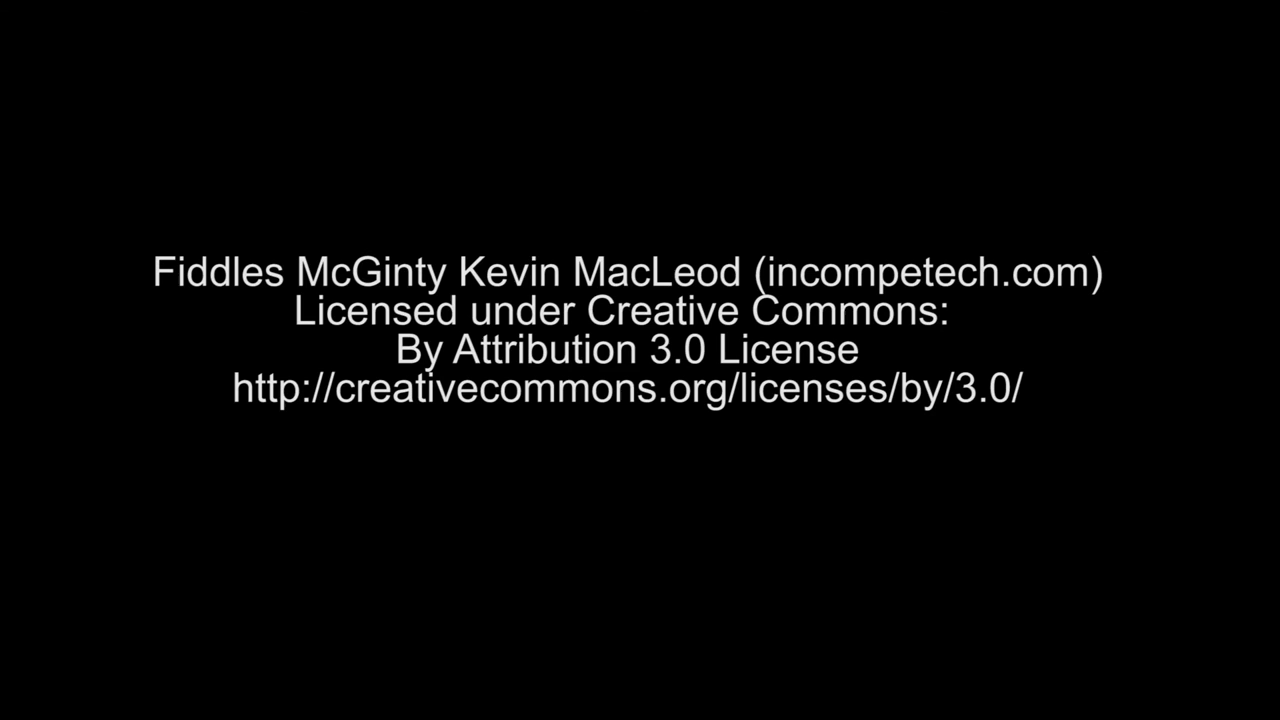 Fiddles McGinty Kevin MacLeod (incompetech.com)
Licensed under Creative Commons:
By Attribution 3.0 License
http://creativecommons.org/licenses/by/3.0/